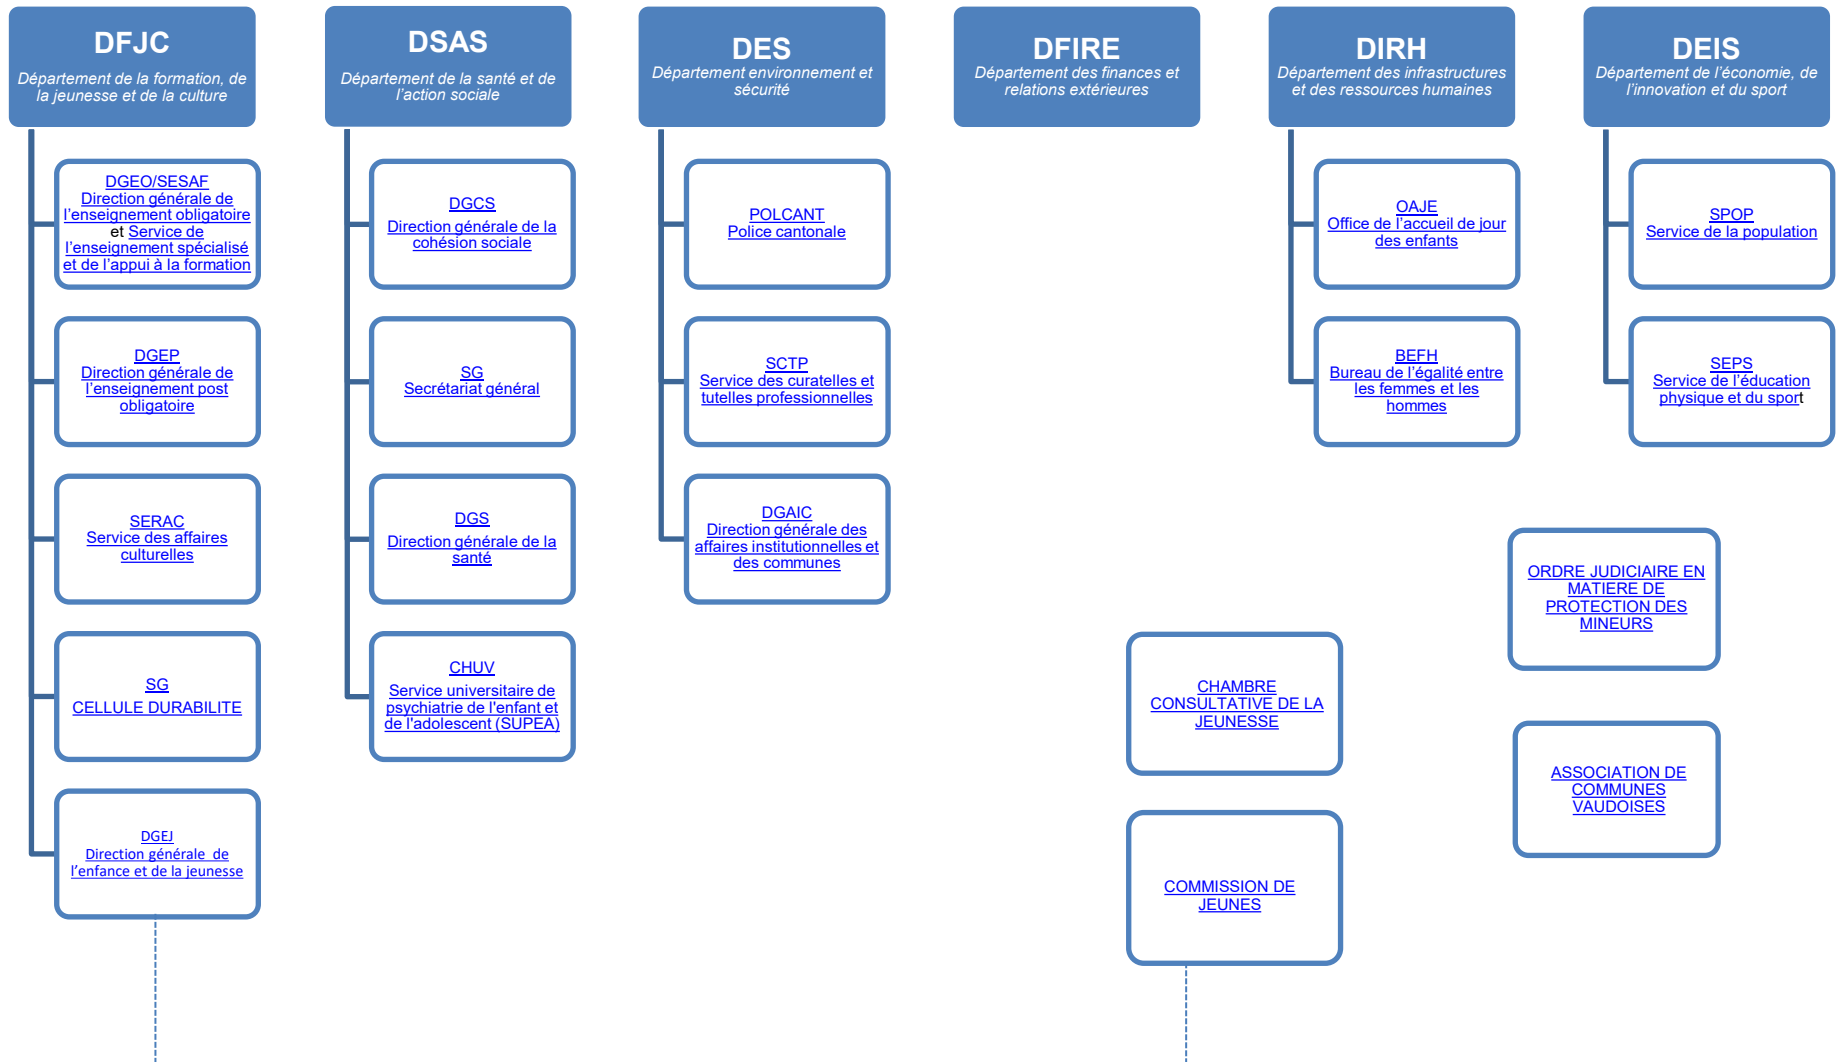 DFJC
Département de la formation, de
la jeunesse et de la culture
DGEO/SESAF
Direction générale de
l'enseignement obligatoire
et Service de
l'enseignement spécialisé
et de l'appui à la formation
DGEP
Direction générale de
l'enseignement post
obligatoire
SERAC
Service des affaires
culturelles
SG
CELLULE DURABILITE
DGEJ
Direction générale  de
l'enfance et de la jeunesse
DSAS
Département de la santé et de
l'action sociale
DGCS
Direction générale de la
cohésion sociale
SG
Secrétariat général
DGS
Direction générale de la
santé
CHUV
Service universitaire de
psychiatrie de l'enfant et
de l'adolescent (SUPEA)
DES
Département environnement et
sécurité
POLCANT
Police cantonale
SCTP
Service des curatelles et
tutelles professionnelles
DGAIC
Direction générale des
affaires institutionnelles et
des communes
DFIRE
Département des finances et
relations extérieures
DIRH
Département des infrastructures
et des ressources humaines
OAJE
Office de l'accueil de jour
des enfants
BEFH
Bureau de l'égalité entre
les femmes et les
hommes
DEIS
Département de l'économie, de
l'innovation et du sport
SPOP
Service de la population
SEPS
Service de l'éducation
physique et du sport
ORDRE JUDICIAIRE EN
MATIERE DE
PROTECTION DES
MINEURS
CHAMBRE
CONSULTATIVE DE LA
JEUNESSE
ASSOCIATION DE
COMMUNES
VAUDOISES
COMMISSION DE
JEUNES